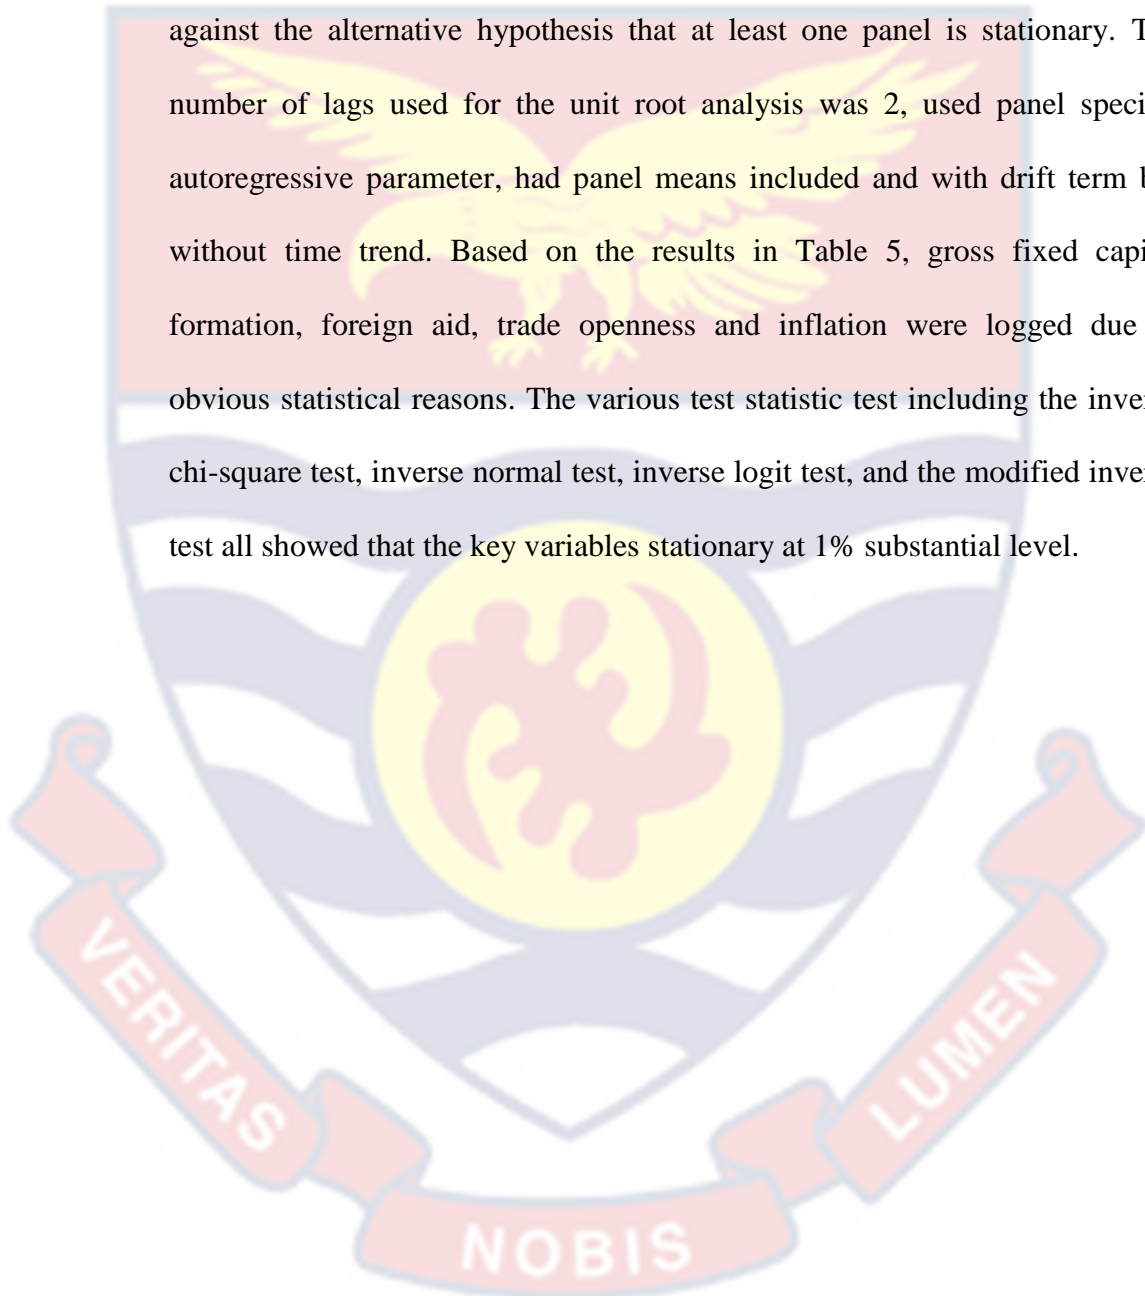 against the alternative hypothesis that at least one panel is stationary. T
number of lags used for the unit root analysis was 2, used panel speci
autoregressive parameter, had panel means included and with drift term b
without time trend. Based on the results in Table 5, gross fixed capi
formation, foreign aid, trade openness and inflation were logged due
obvious statistical reasons. The various test statistic test including the inve
chi-square test, inverse normal test, inverse logit test, and the modified inve
test all showed that the key variables stationary at 1% substantial level.
VERITAS
NOBIS
LUMEN